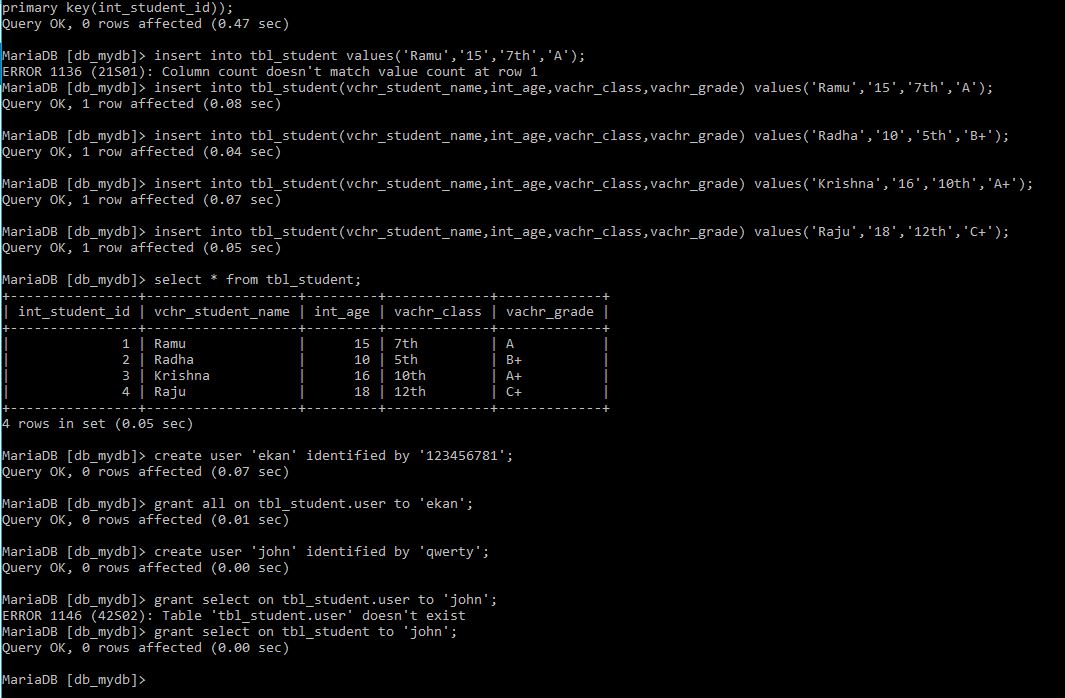 primary key(int_student_id));
Query OK, 0 rows affected (0.47 sec)
MariaDB [db_mydb]> insert into tbl_student values('Ramu','15','7th','A');
ERROR 1136 (21S01): Column count doesn't match value count at row 1
MariaDB [db_mydb]> insert into tbl_student(vchr_student_name,int_age,vachr_class,vachr_grade) values('Ramu','15','7th','A');
Query OK, 1 row affected (0.08 sec)
MariaDB [db_mydb]> insert into tbl_student(vchr_student_name,int_age,vachr_class,vachr_grade) values('Radha','10','5th','B+');
Query OK, 1 row affected (0.04 sec)
MariaDB [db_mydb]> insert into tbl_student(vchr_student_name,int_age,vachr_class,vachr_grade) values('Krishna','16','10th','A+');
Query OK, 1 row affected (0.07 sec)
MariaDB [db_mydb]> insert into tbl_student(vchr_student_name,int_age,vachr_class,vachr_grade) values('Raju','18','12th','C+');
Query OK, 1 row affected (0.05 sec)
MariaDB [db_mydb]> select * from tbl_student;
+----------------+-------------------+---------+-------------+-------------+
| int_student_id | vchr_student_name | int_age | vachr_class | vachr_grade |
+----------------+-------------------+---------+-------------+-------------+
|              1 | Ramu              |      15 | 7th         | A           |
|              2 | Radha             |      10 | 5th         | B+          |
|              3 | Krishna           |      16 | 10th        | A+          |
|              4 | Raju              |      18 | 12th        | C+          |
+----------------+-------------------+---------+-------------+-------------+
4 rows in set (0.05 sec)
MariaDB [db_mydb]> create user 'ekan' identified by '123456781';
Query OK, 0 rows affected (0.07 sec)
MariaDB [db_mydb]> grant all on tbl_student.user to 'ekan';
Query OK, 0 rows affected (0.01 sec)
MariaDB [db_mydb]> create user 'john' identified by 'qwerty';
Query OK, 0 rows affected (0.00 sec)
MariaDB [db_mydb]> grant select on tbl_student.user to 'john';
ERROR 1146 (42S02): Table 'tbl_student.user' doesn't exist
MariaDB [db_mydb]> grant select on tbl_student to 'john';
Query OK, 0 rows affected (0.00 sec)
MariaDB [db_mydb]>